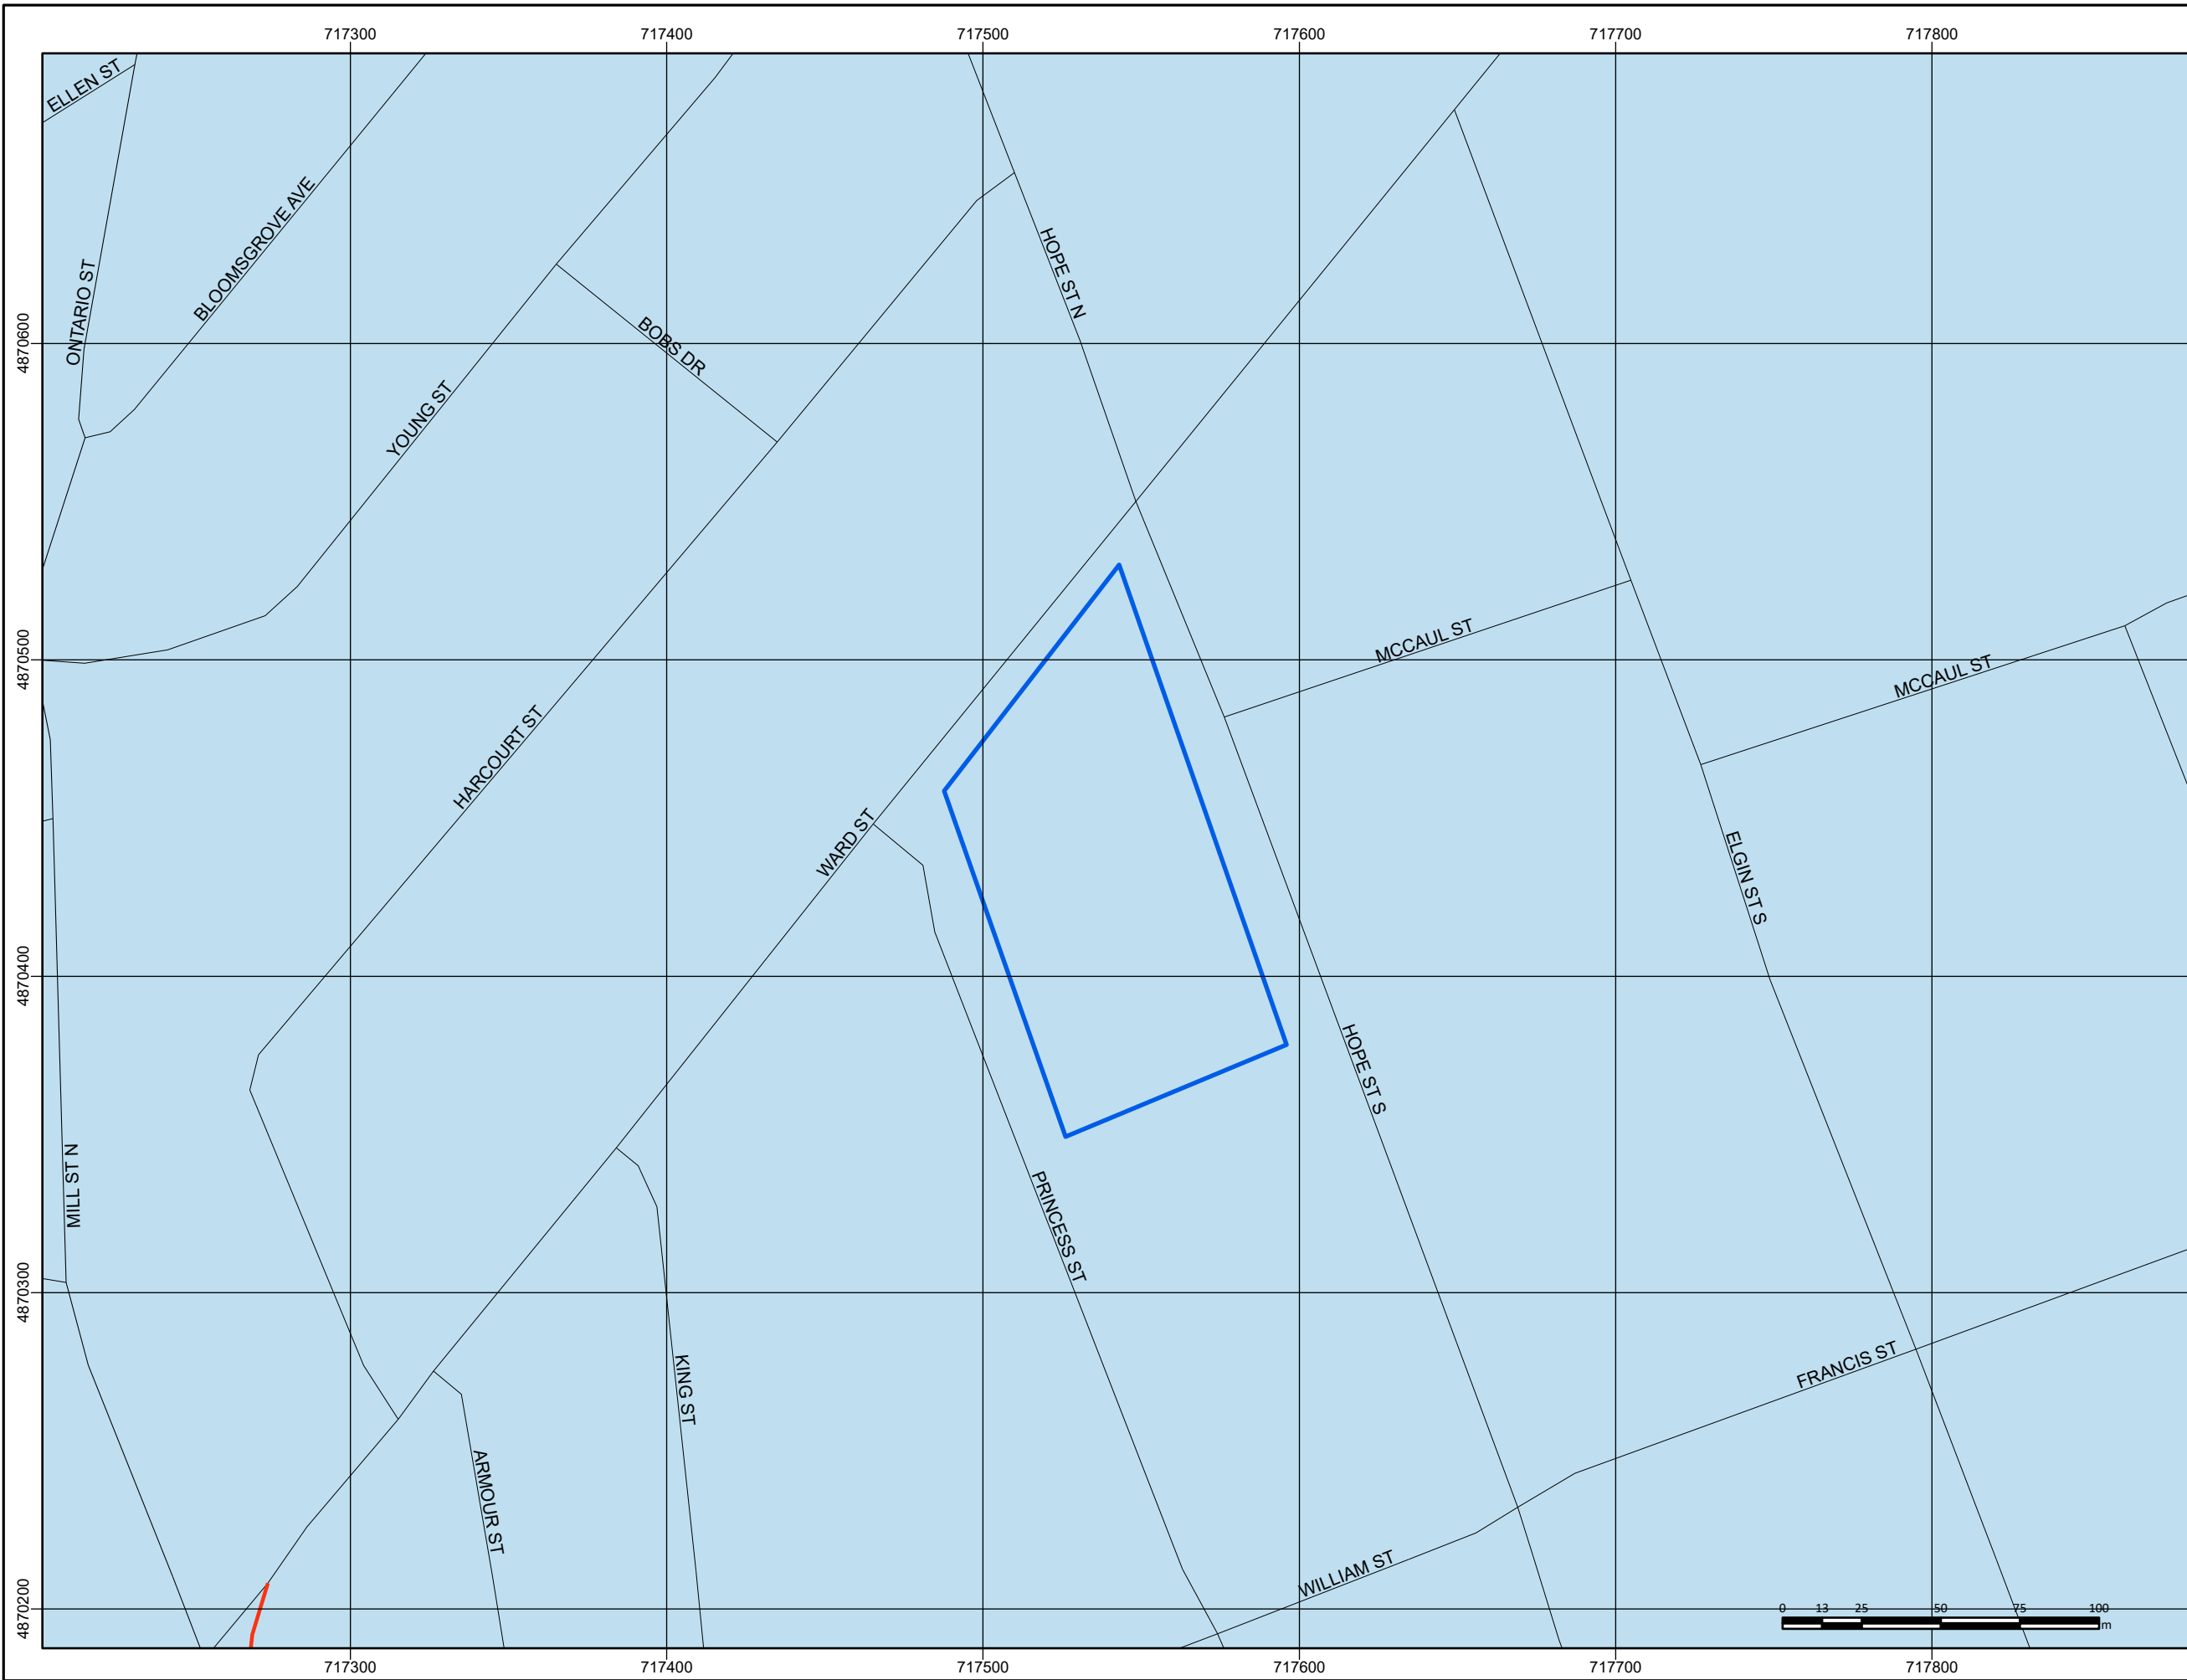 717300 717400 717500 717600 717700 717800
ELLEN ST
BLOOMSGROVE AVE
ONTARIO ST
HOPE ST N
4870600
BOBS DR
YOUNG ST
4870500
MCCAUL ST
MCCAUL ST
HARCOURT ST
WARD ST
ELGIN ST S
4870400
HOPE ST S
MILL ST N
PRINCESS ST
4870300
FRANCIS ST
KING ST
ARMOUR ST
WILLIAM ST
4870200
0 13 25 50 75 100
m
717300 717400 717500 717600 717700 717800